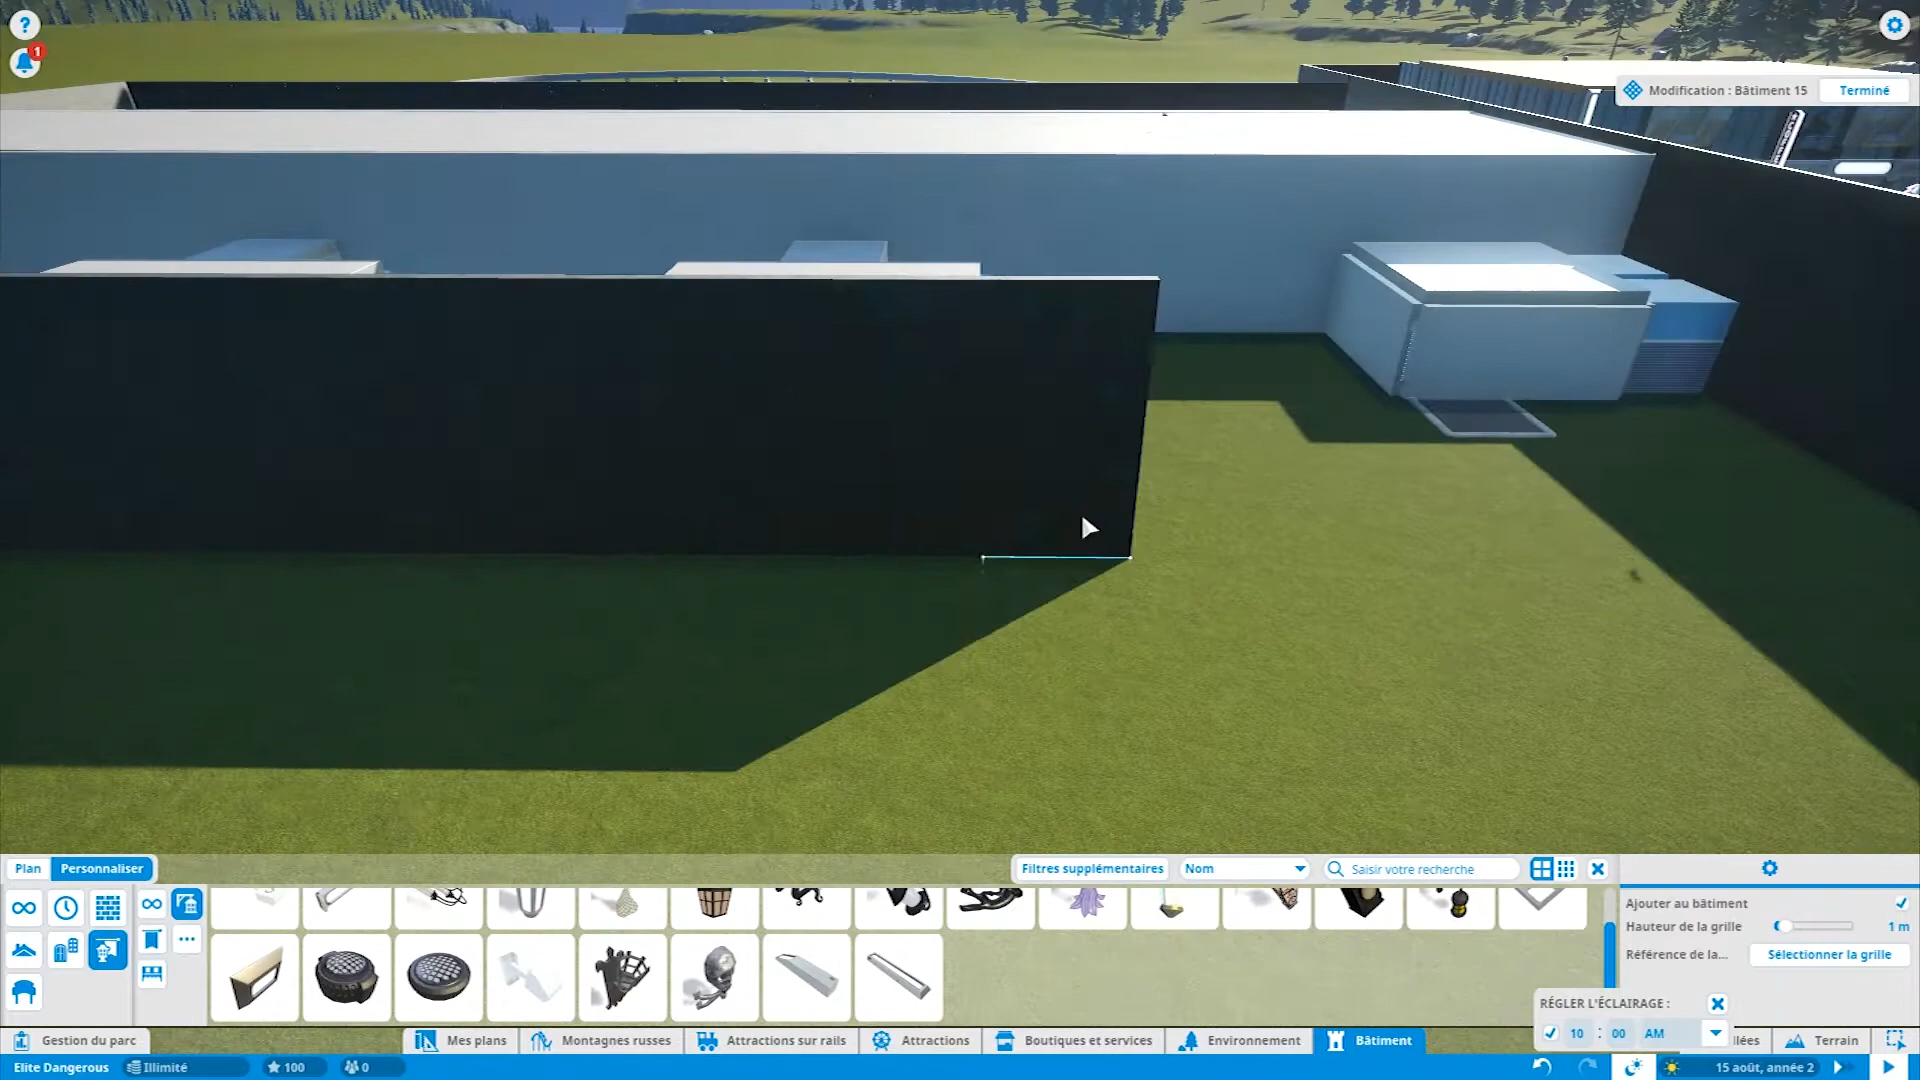 ?
1
Modification : Bâtiment 15
Terminé
Plan
Personnaliser
Filtres supplémentaires
Nom
Saisir votre recherche
Ajouter au bâtiment
Hauteur de la grille
1 m
Référence de la...
Sélectionner la grille
RÉGLER L'ÉCLAIRAGE :
10 : 00 AM
Gestion du parc
Mes plans
Montagnes russes
Attractions sur rails
Attractions
Boutiques et services
Environnement
Bâtiment
llées
Terrain
Elite Dangerous
Illimité
100
0
15 août, année 2